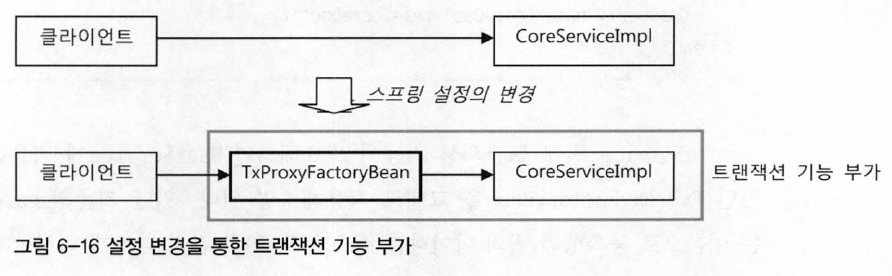 클라이언트
CoreServiceImpl
스프링 설정의 변경
클라이언트
TxProxyFactoryBean
CoreServiceImpl
트랜잭션 기능 부가
그림 6–16 설정 변경을 통한 트랜잭션 기능 부가